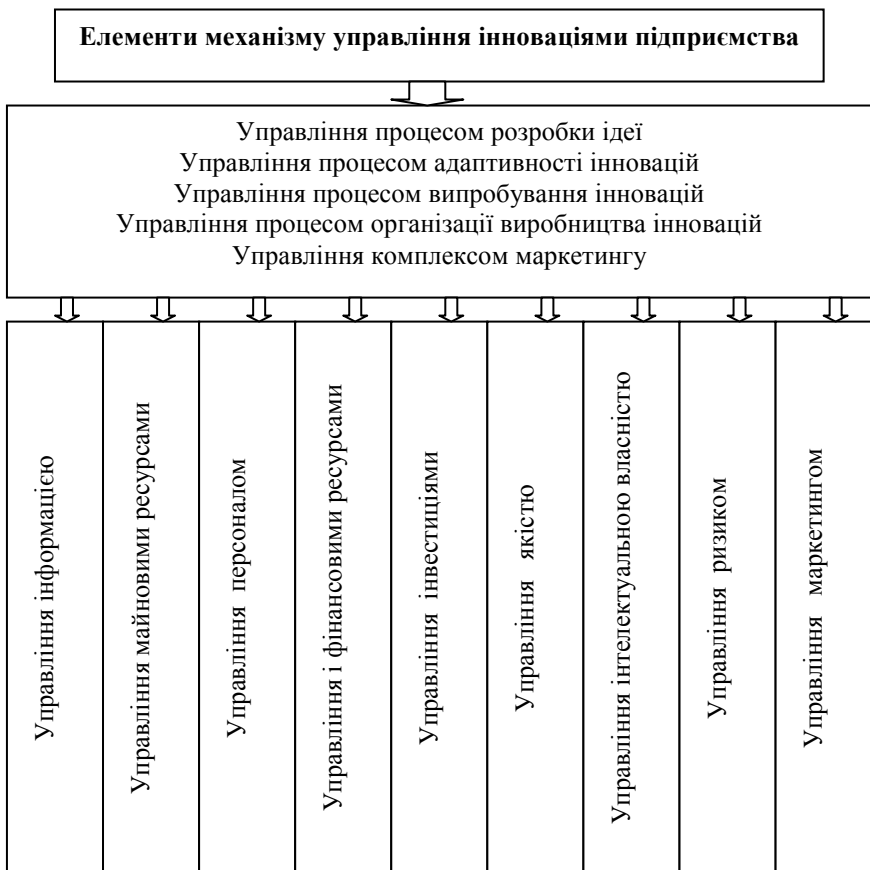 Елементи механізму управління інноваціями підприємства
Управління процесом розробки ідеї
Управління процесом адаптивності інновацій
Управління процесом випробування інновацій
Управління процесом організації виробництва інновацій
Управління комплексом маркетингу
Управління інформацією
Управління майновими ресурсами
Управління персоналом
Управління і фінансовими ресурсами
Управління інвестиціями
Управління якістю
Управління інтелектуальною власністю
Управління ризиком
Управління маркетингом